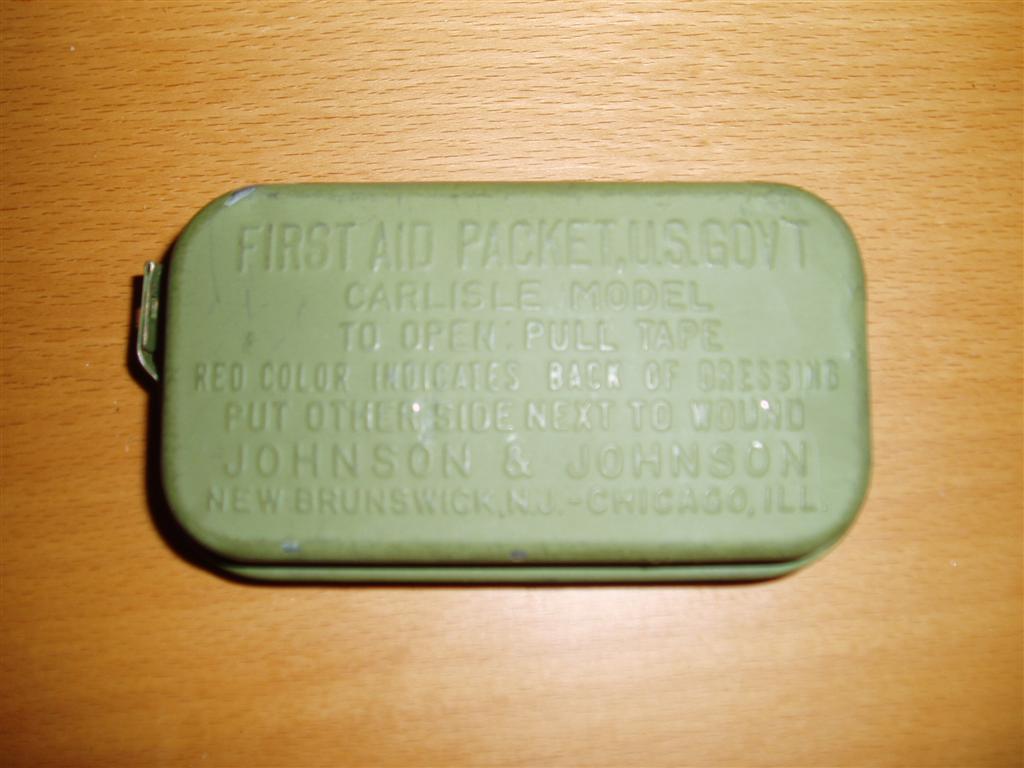 FIRST AID PACKET, U.S. GOV'T
CARLISLE MODEL
TO OPEN: PULL TAPE
RED COLOR INDICATES BACK OF DRESSING
PUT OTHER SIDE NEXT TO WOUND
JOHNSON & JOHNSON
NEW BRUNSWICK, N.J.-CHICAGO, ILL.